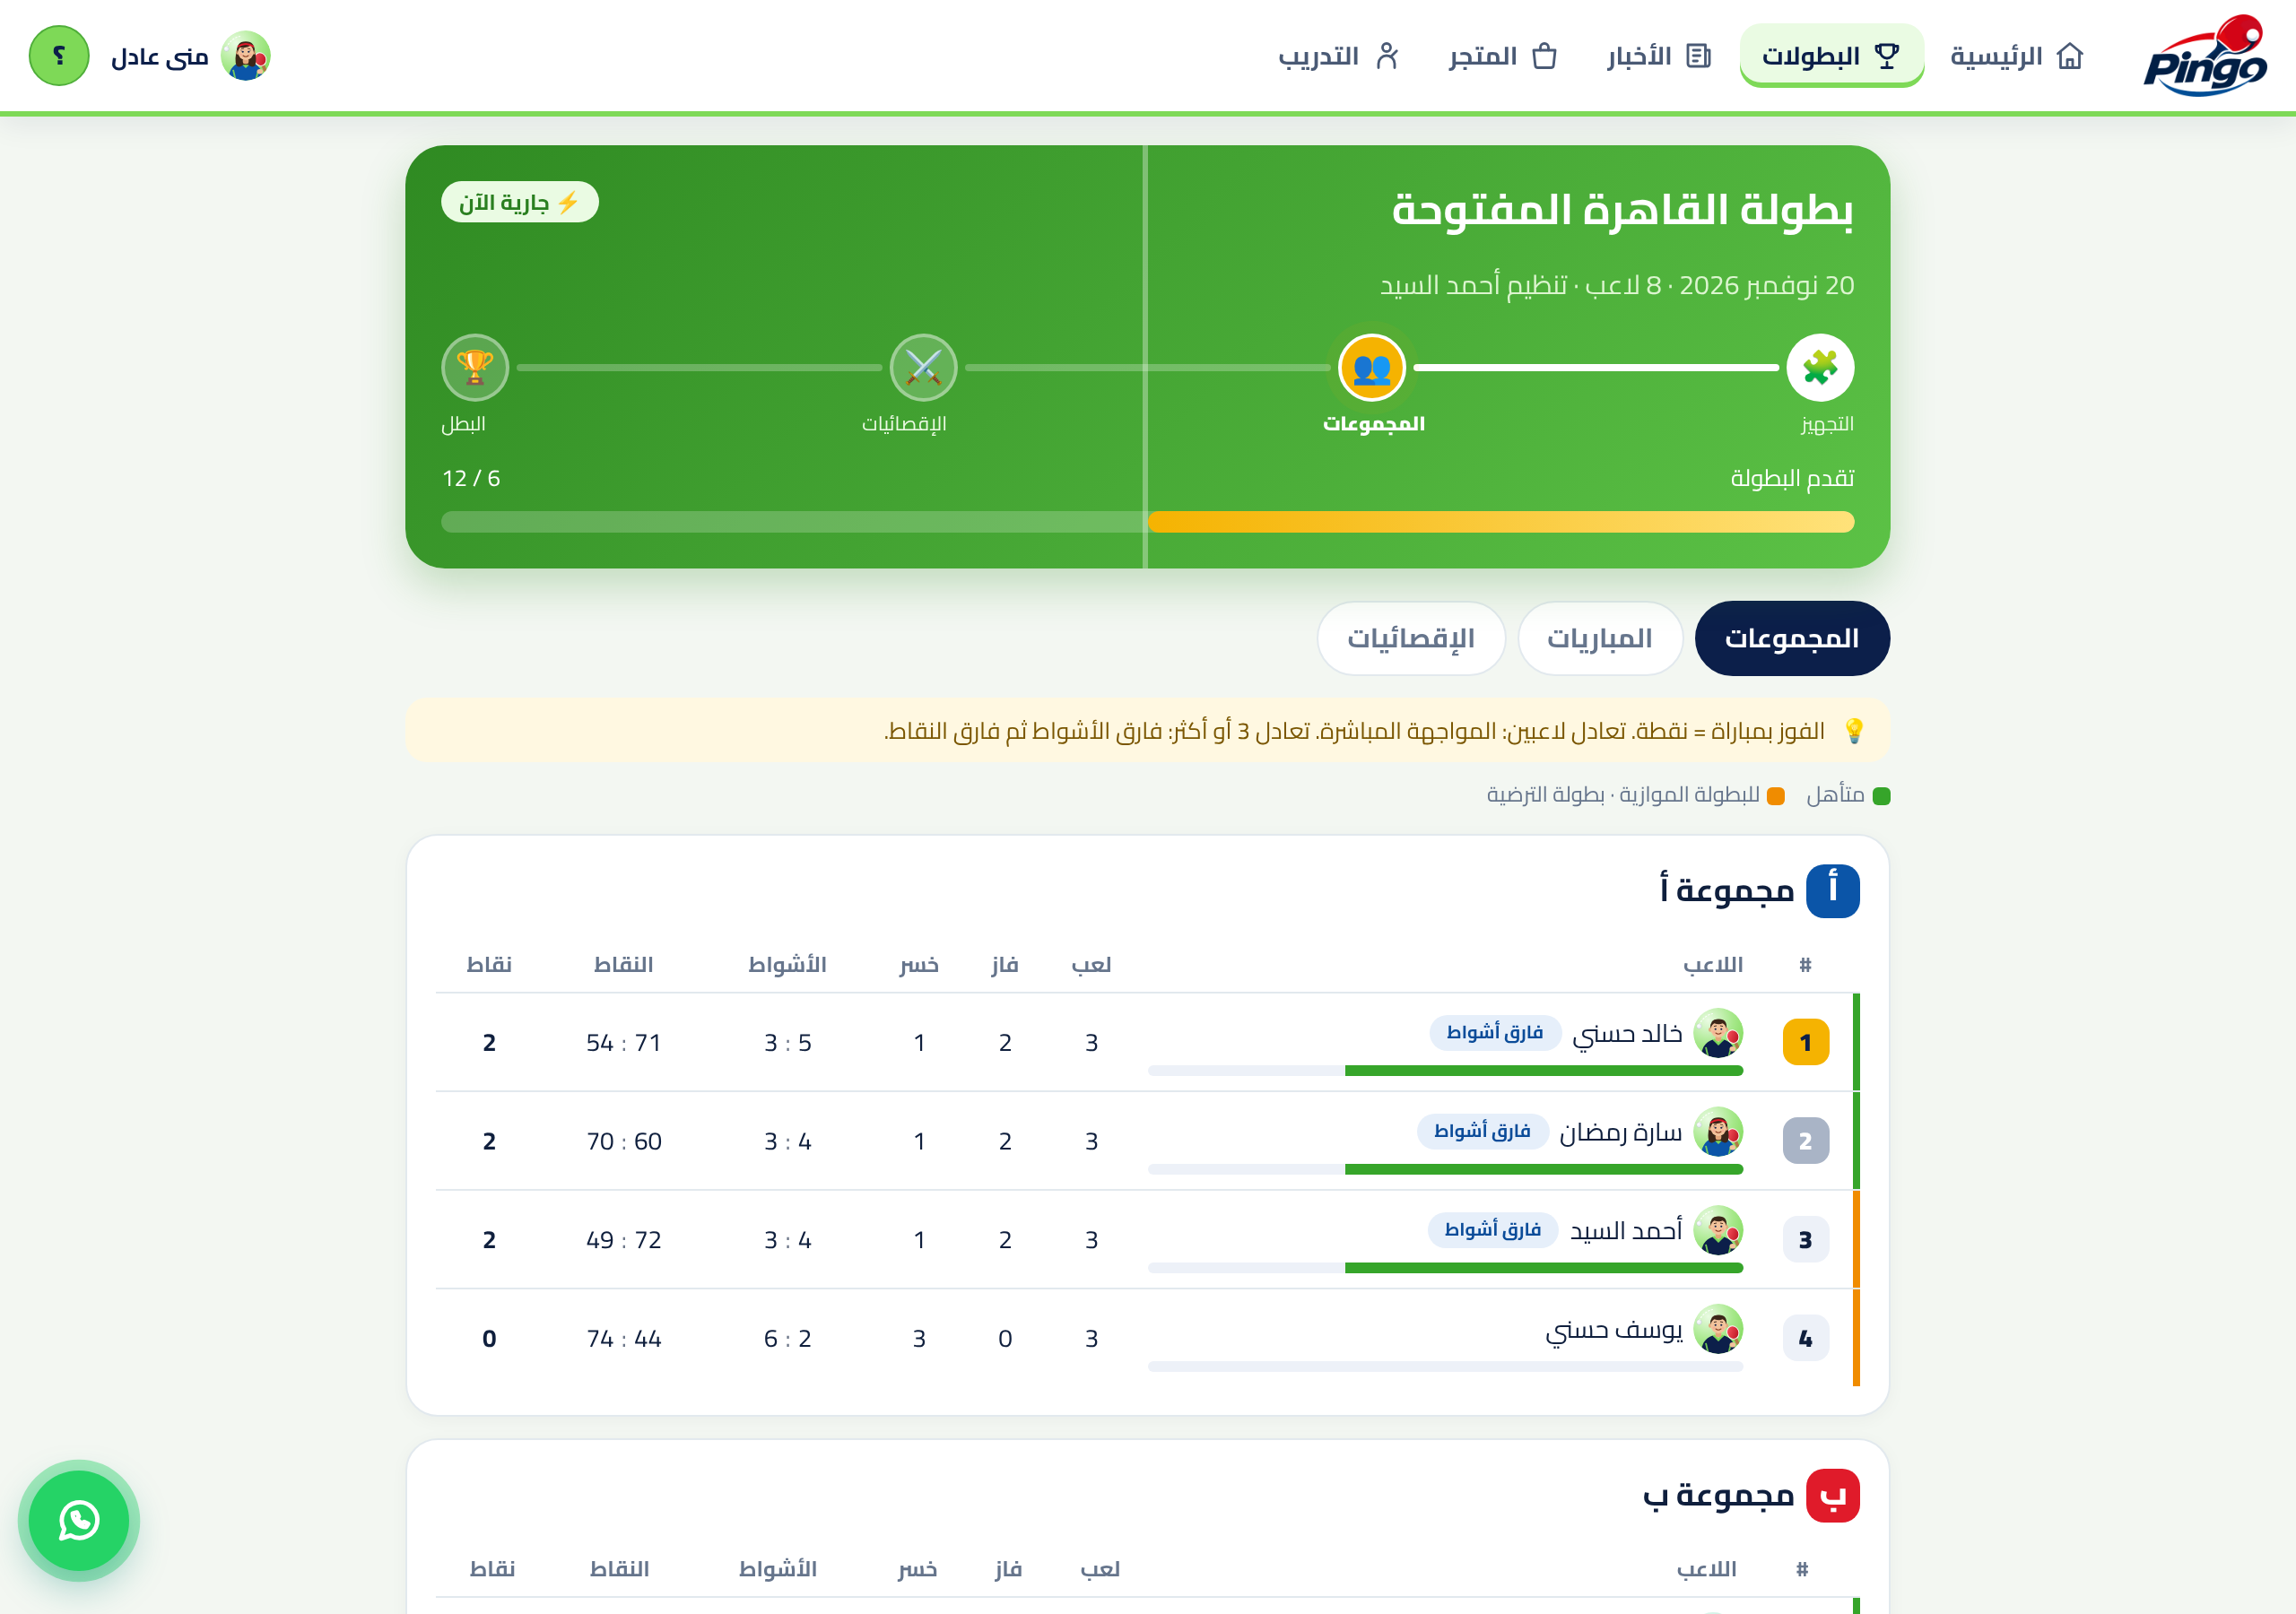 Pingo
الرئيسية
البطولات
الأخبار
المتجر
التدريب
منى عادل
؟
بطولة القاهرة المفتوحة
⚡ جارية الآن
20 نوفمبر 2026 · 8 لاعب · تنظيم أحمد السيد
التجهيز
المجموعات
الإقصائيات
البطل
تقدم البطولة
6 / 12
المجموعات
المباريات
الإقصائيات
💡 الفوز بمباراة = نقطة. تعادل لاعبين: المواجهة المباشرة. تعادل 3 أو أكثر: فارق الأشواط ثم فارق النقاط.
متأهل
للبطولة الموازية · بطولة الترضية
أ مجموعة أ
# اللاعب لعب فاز خسر الأشواط النقاط نقاط
1 خالد حسني فارق أشواط 3 2 1 5 : 3 71 : 54 2
2 سارة رمضان فارق أشواط 3 2 1 4 : 3 60 : 70 2
3 أحمد السيد فارق أشواط 3 2 1 4 : 3 72 : 49 2
4 يوسف حسني 3 0 3 2 : 6 44 : 74 0
ب مجموعة ب
# اللاعب لعب فاز خسر الأشواط النقاط نقاط